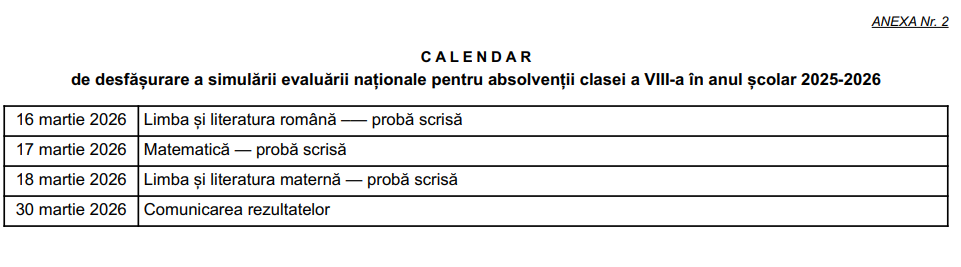 ANEXA Nr. 2
C A L E N D A R
de desfășurare a simulării evaluării naționale pentru absolvenții clasei a VIII-a în anul școlar 2025-2026
16 martie 2026 Limba și literatura română –— probă scrisă
17 martie 2026 Matematică — probă scrisă
18 martie 2026 Limba și literatura maternă — probă scrisă
30 martie 2026 Comunicarea rezultatelor